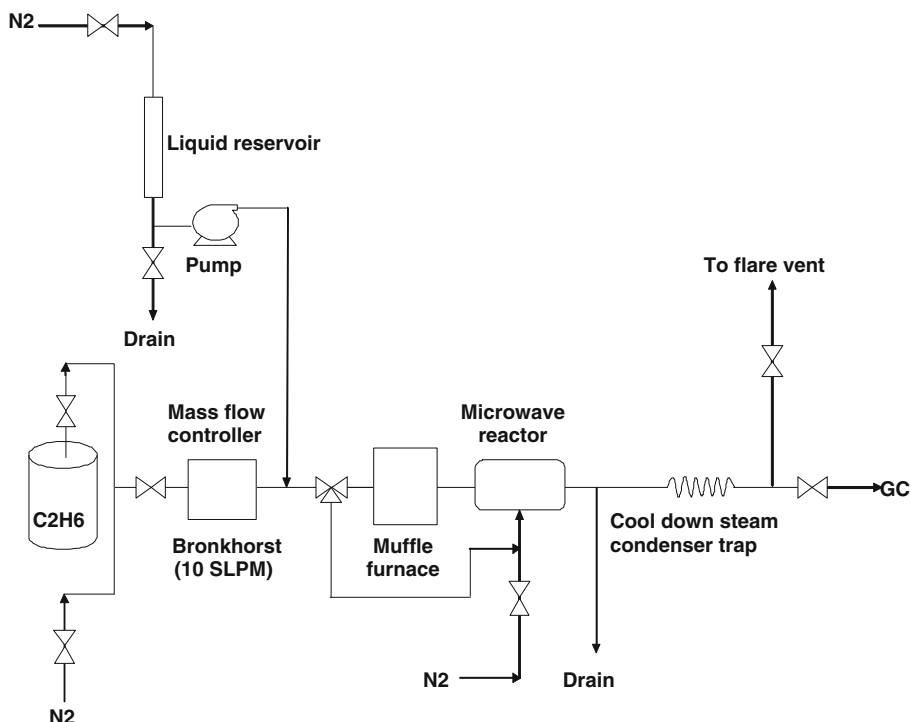 N2
Liquid reservoir
Pump
Drain
To flare vent
Mass flow
controller
Microwave
reactor
C2H6
GC
Bronkhorst
(10 SLPM)
Muffle
furnace
Cool down steam
condenser trap
N2
Drain
N2